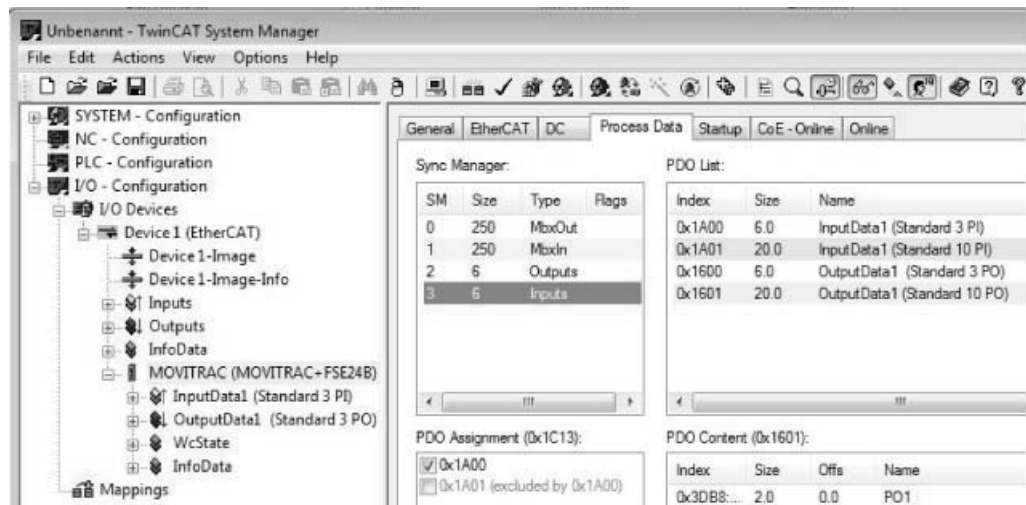 Unbenannt - TwinCAT System Manager
File Edit Actions View Options Help
SYSTEM - Configuration
NC - Configuration
PLC - Configuration
I/O - Configuration
I/O Devices
Device 1 (EtherCAT)
Device 1-Image
Device 1-Image-Info
Inputs
Outputs
InfoData
MOVITRAC (MOVITRAC+FSE24B)
InputData1 (Standard 3 PI)
OutputData1 (Standard 3 PO)
WcState
InfoData
Mappings
General EtherCAT DC Process Data Startup CoE - Online Online
Sync Manager:
SM Size Type Flags
0 250 MbxOut
1 250 MbxIn
2 6 Outputs
3 6 Inputs
PDO List:
Index Size Name
0x1A00 6.0 InputData1 (Standard 3 PI)
0x1A01 20.0 InputData1 (Standard 10 PI)
0x1600 6.0 OutputData1 (Standard 3 PO)
0x1601 20.0 OutputData1 (Standard 10 PO)
PDO Assignment (0x1C13):
0x1A00
0x1A01 (excluded by 0x1A00)
PDO Content (0x1601):
Index Size Offs Name
0x3DB8:... 2.0 0.0 PO1